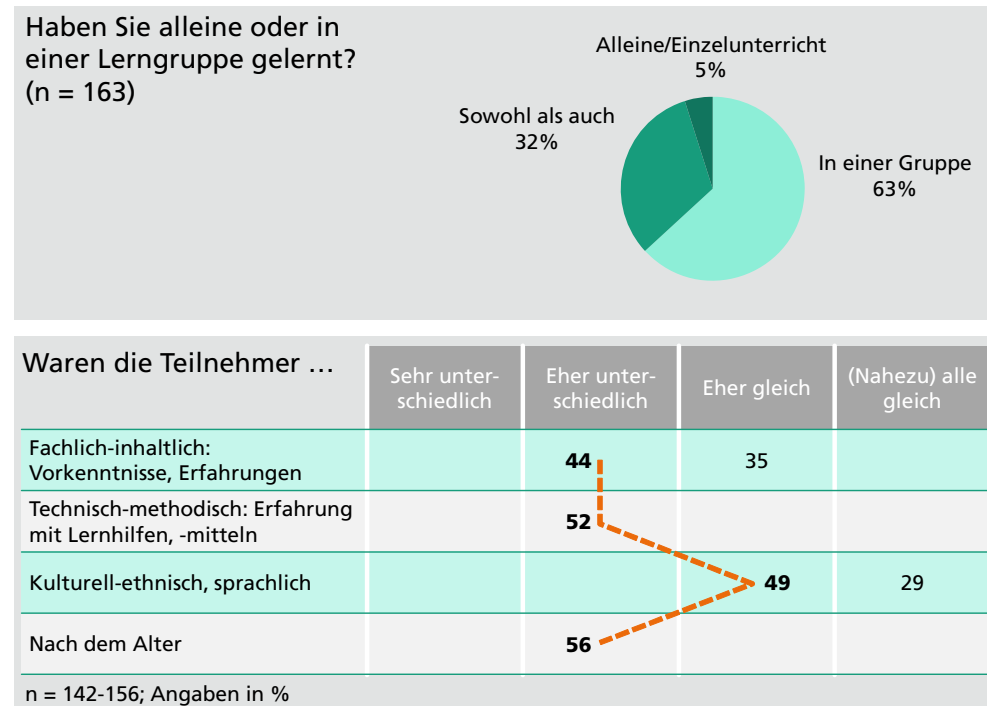 Haben Sie alleine oder in
einer Lerngruppe gelernt?
(n = 163)
Alleine/Einzelunterricht
5%
Sowohl als auch
32%
In einer Gruppe
63%
Waren die Teilnehmer …
Sehr unter-
schiedlich
Eher unter-
schiedlich
Eher gleich
(Nahezu) alle
gleich
Fachlich-inhaltlich:
Vorkenntnisse, Erfahrungen
44
35
Technisch-methodisch: Erfahrung
mit Lernhilfen, -mitteln
52
Kulturell-ethnisch, sprachlich
49
29
Nach dem Alter
56
n = 142-156; Angaben in %